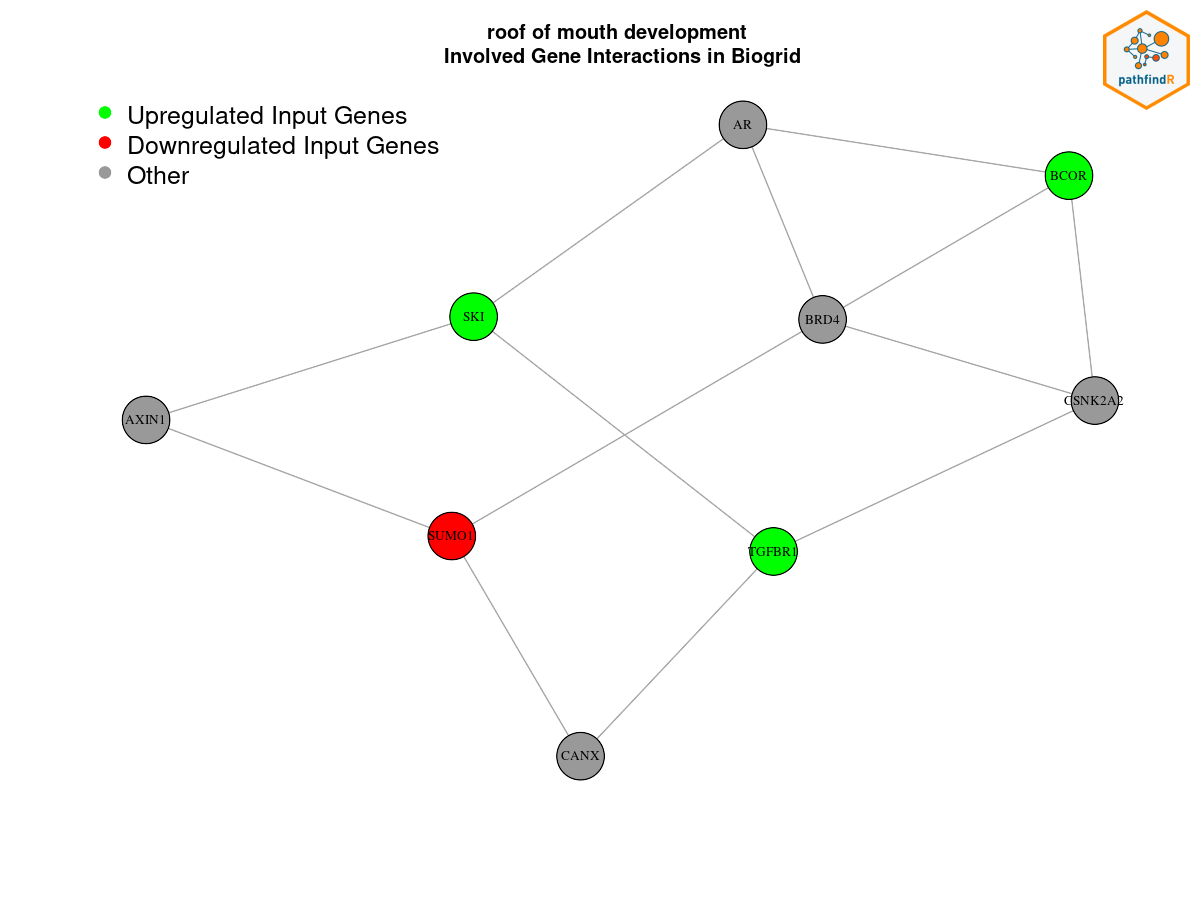 roof of mouth development
Involved Gene Interactions in Biogrid
pathfindR
Upregulated Input Genes
Downregulated Input Genes
Other
AR
BCOR
SKI
BRD4
CSNK2A2
AXIN1
SUMO1
TGFBR1
CANX